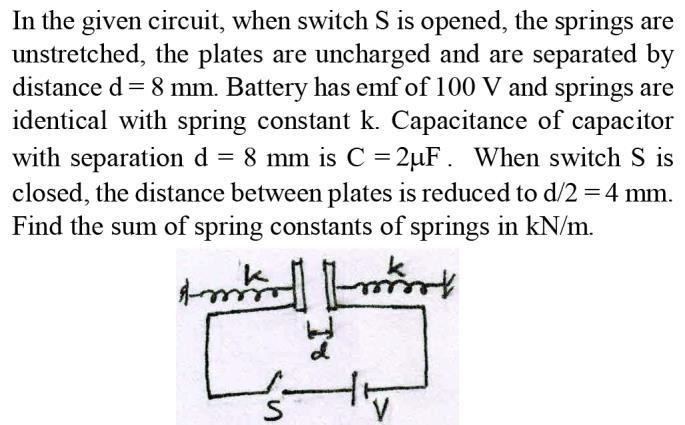 In the given circuit, when switch S is opened, the springs are
unstretched, the plates are uncharged and are separated by
distance d = 8 mm. Battery has emf of 100 V and springs are
identical with spring constant k. Capacitance of capacitor
with separation d = 8 mm is C = 2μF. When switch S is
closed, the distance between plates is reduced to d/2 = 4 mm.
Find the sum of spring constants of springs in kN/m.
k k
d
S V